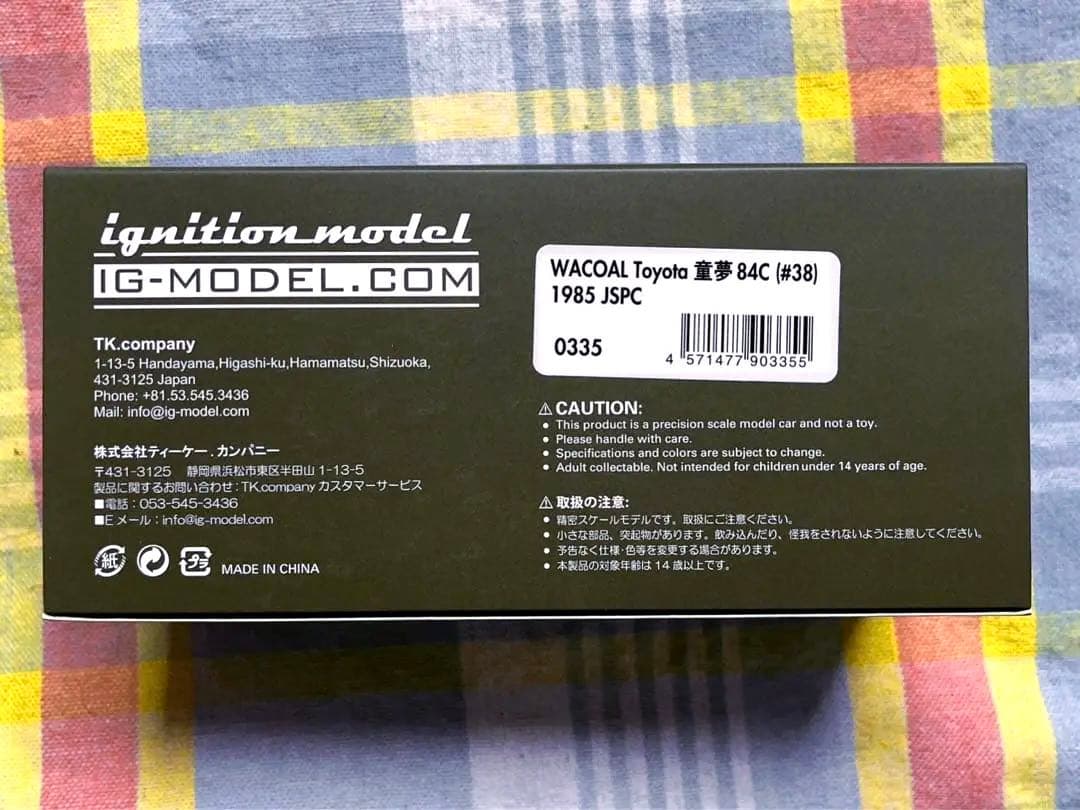 ignition model
IG-MODEL.COM
TK.company
1-13-5 Handayama,Higashi-ku,Hamamatsu,Shizuoka,
431-3125 Japan
Phone: +81.53.545.3436
Mail: info@ig-model.com
株式会社ティーケー.カンパニー
〒431-3125 静岡県浜松市東区半田山1-13-5
製品に関するお問い合わせ:TK.companyカスタマーサービス
■電話:053-545-3436
■Eメール:info@ig-model.com
紙
プラ
MADE IN CHINA
WACOAL Toyota 童夢 84C (#38)
1985 JSPC
0335
4 571477 903355
⚠CAUTION:
● This product is a precision scale model car and not a toy.
● Please handle with care.
● Specifications and colors are subject to change.
● Adult collectable. Not intended for children under 14 years of age.
⚠取扱の注意:
● 精密スケールモデルです。取扱にご注意ください。
● 小さな部品、突起物があります。飲み込んだり、怪我をされないように注意してください。
● 予告なく仕様・色等を変更する場合があります。
● 本製品の対象年齢は14歳以上です。